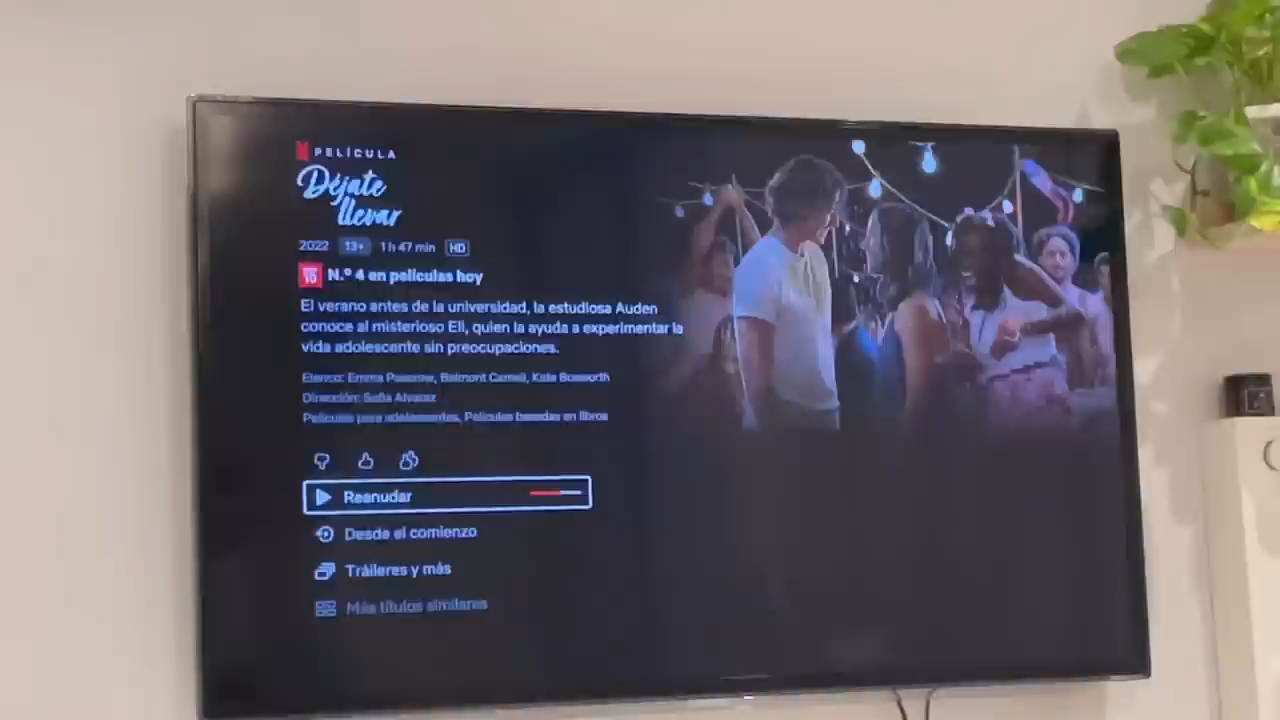 PELÍCULA
Déjate
llevar
2022 13+ 1 h 47 min HD
TOP 10 N.º 4 en películas hoy
El verano antes de la universidad, la estudiosa Auden
conoce al misterioso Eli, quien la ayuda a experimentar la
vida adolescente sin preocupaciones.
Elenco: Emma Pasarow, Belmont Cameli, Kate Bosworth
Dirección: Sofía Alvarez
Películas para adolescentes, Películas basadas en libros
Reanudar
Desde el comienzo
Tráileres y más
Más títulos similares